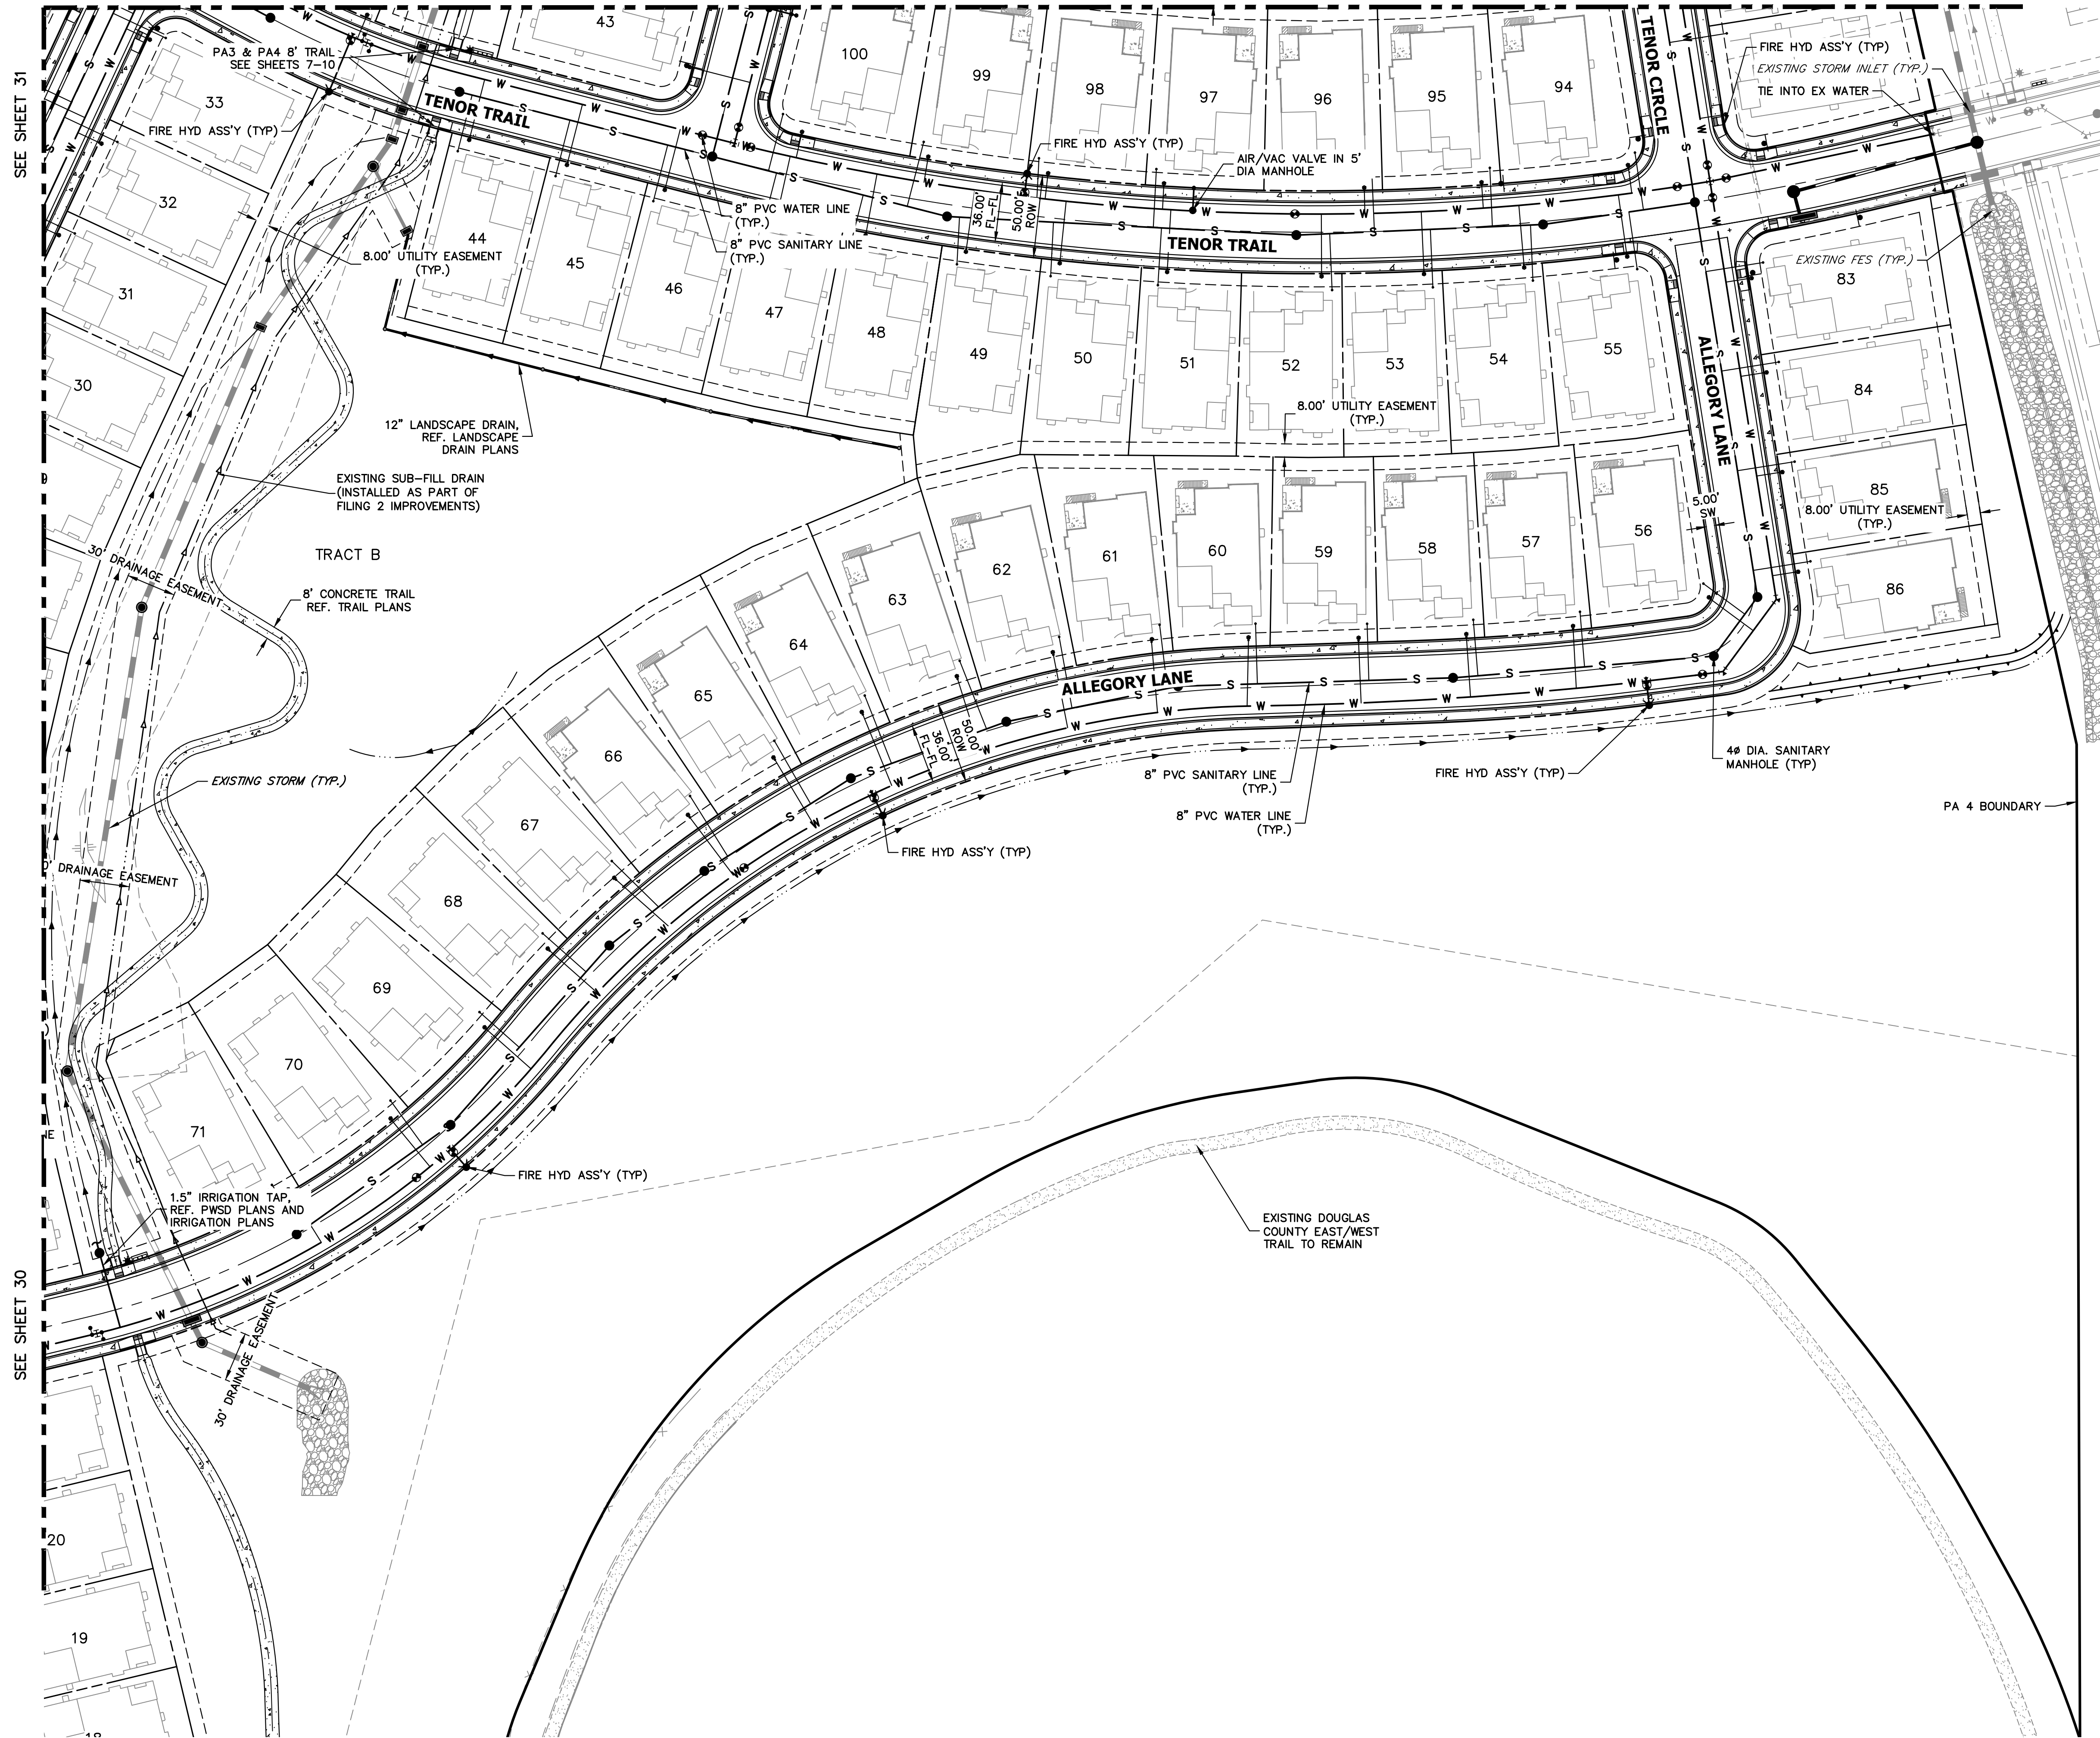 SEE SHEET 31
SEE SHEET 30
PA3 & PA4 8' TRAIL
SEE SHEETS 7-10
FIRE HYD ASS'Y (TYP)
TENOR TRAIL
43
33
32
31
30
100
99
98
97
96
95
94
TENOR CIRCLE
FIRE HYD ASS'Y (TYP)
EXISTING STORM INLET (TYP.)
TIE INTO EX WATER
FIRE HYD ASS'Y (TYP)
AIR/VAC VALVE IN 5'
DIA MANHOLE
8" PVC WATER LINE
(TYP.)
8" PVC SANITARY LINE
(TYP.)
36.00'
FL-FL
50.00'
ROW
TENOR TRAIL
8.00' UTILITY EASEMENT
(TYP.)
EXISTING FES (TYP.)
44
45
46
47
48
49
50
51
52
53
54
55
83
84
85
86
ALLEGORY LANE
8.00' UTILITY EASEMENT
(TYP.)
8.00' UTILITY EASEMENT
(TYP.)
5.00'
SW
12" LANDSCAPE DRAIN,
REF. LANDSCAPE
DRAIN PLANS
EXISTING SUB-FILL DRAIN
(INSTALLED AS PART OF
FILING 2 IMPROVEMENTS)
TRACT B
30' DRAINAGE EASEMENT
8' CONCRETE TRAIL
REF. TRAIL PLANS
56
57
58
59
60
61
62
63
64
65
66
67
68
69
70
71
ALLEGORY LANE
50.00'
ROW
36.00'
FL-FL
8" PVC SANITARY LINE
(TYP.)
8" PVC WATER LINE
(TYP.)
FIRE HYD ASS'Y (TYP)
4ø DIA. SANITARY
MANHOLE (TYP)
PA 4 BOUNDARY
EXISTING STORM (TYP.)
FIRE HYD ASS'Y (TYP)
' DRAINAGE EASEMENT
FIRE HYD ASS'Y (TYP)
1.5" IRRIGATION TAP,
REF. PWSD PLANS AND
IRRIGATION PLANS
30' DRAINAGE EASEMENT
EXISTING DOUGLAS
COUNTY EAST/WEST
TRAIL TO REMAIN
20
19